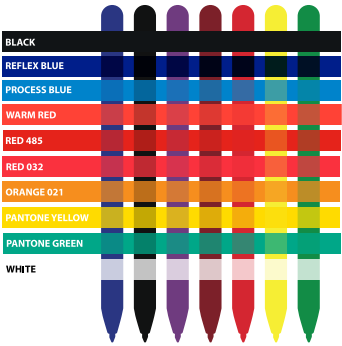 BLACK
REFLEX BLUE
PROCESS BLUE
WARM RED
RED 485
RED 032
ORANGE 021
PANTONE YELLOW
PANTONE GREEN
WHITE